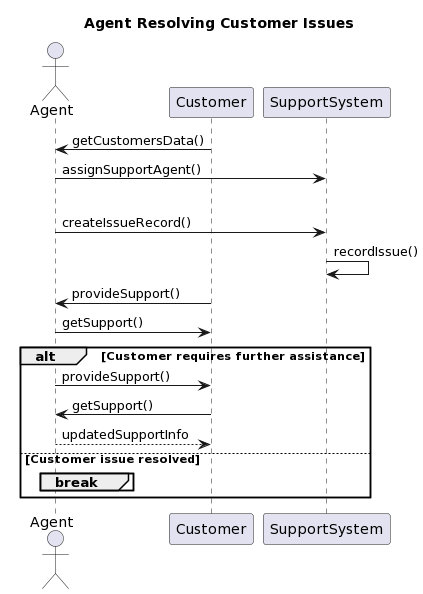 Agent Resolving Customer Issues
Agent
Customer
SupportSystem
getCustomersData()
assignSupportAgent()
createIssueRecord()
recordIssue()
provideSupport()
getSupport()
alt
[Customer requires further assistance]
provideSupport()
getSupport()
updatedSupportInfo
[Customer issue resolved]
break
Agent
Customer
SupportSystem